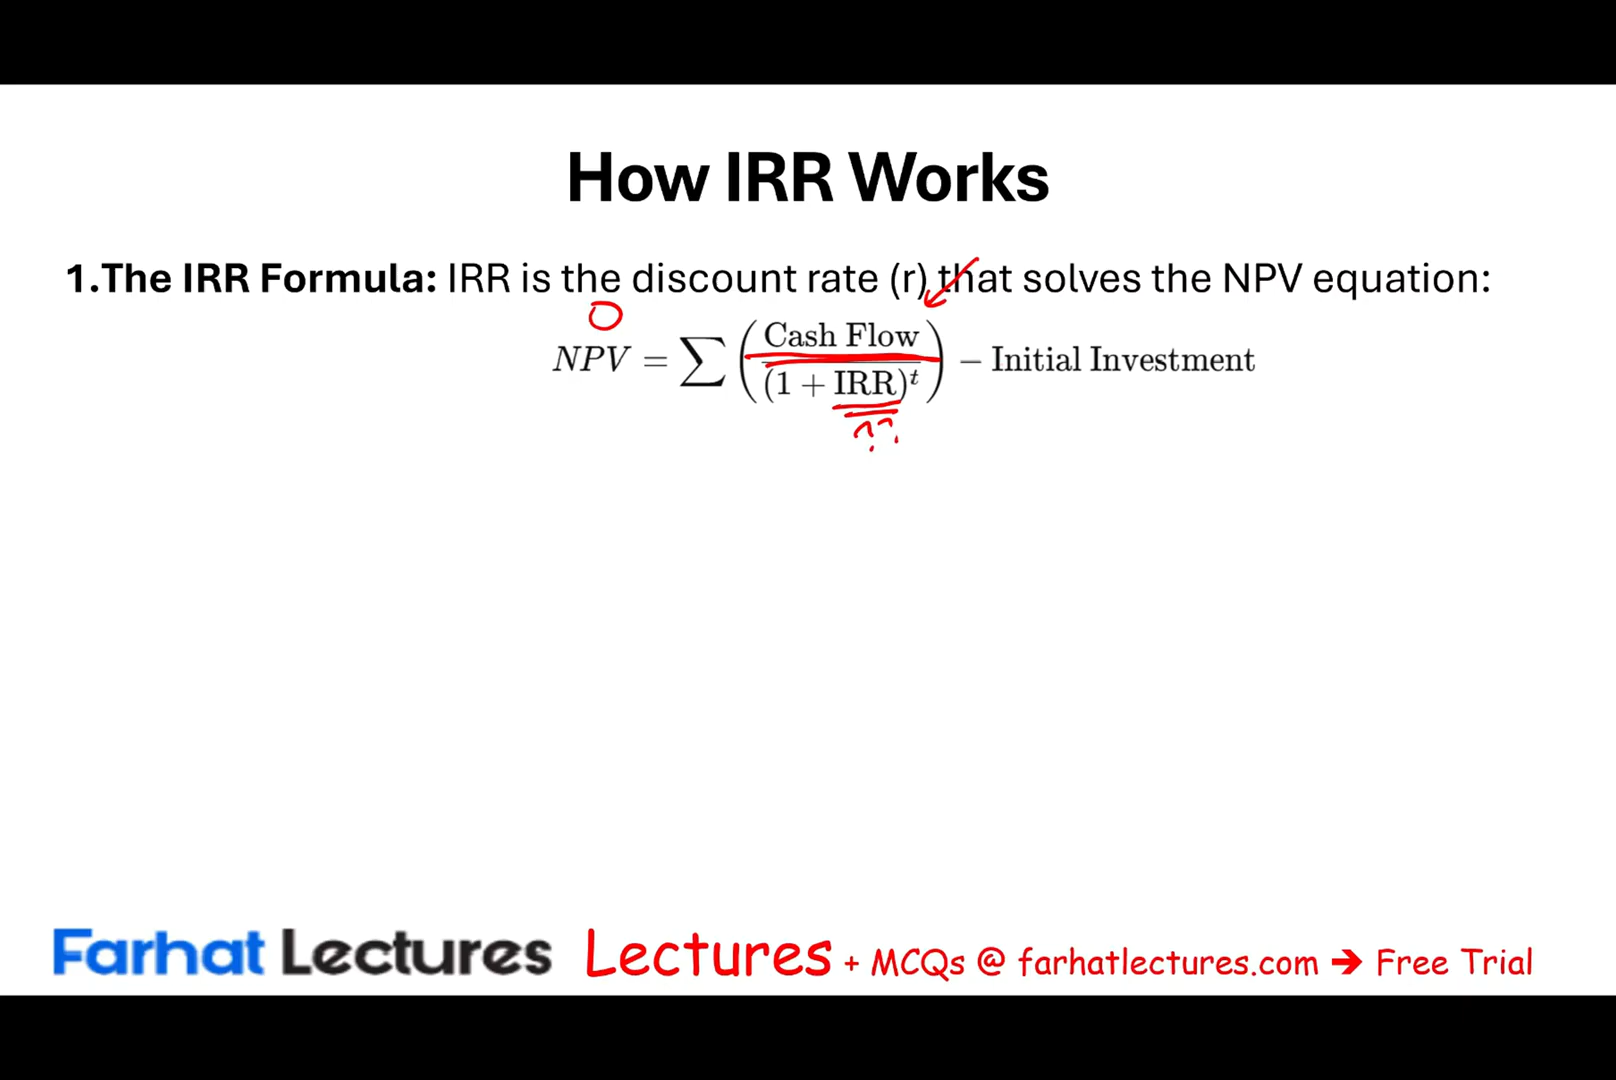 How IRR Works
1.The IRR Formula: IRR is the discount rate (r) that solves the NPV equation:
0
NPV = ∑ ( Cash Flow / (1 + IRR)^t ) − Initial Investment
??
Farhat Lectures Lectures + MCQs @ farhatlectures.com → Free Trial